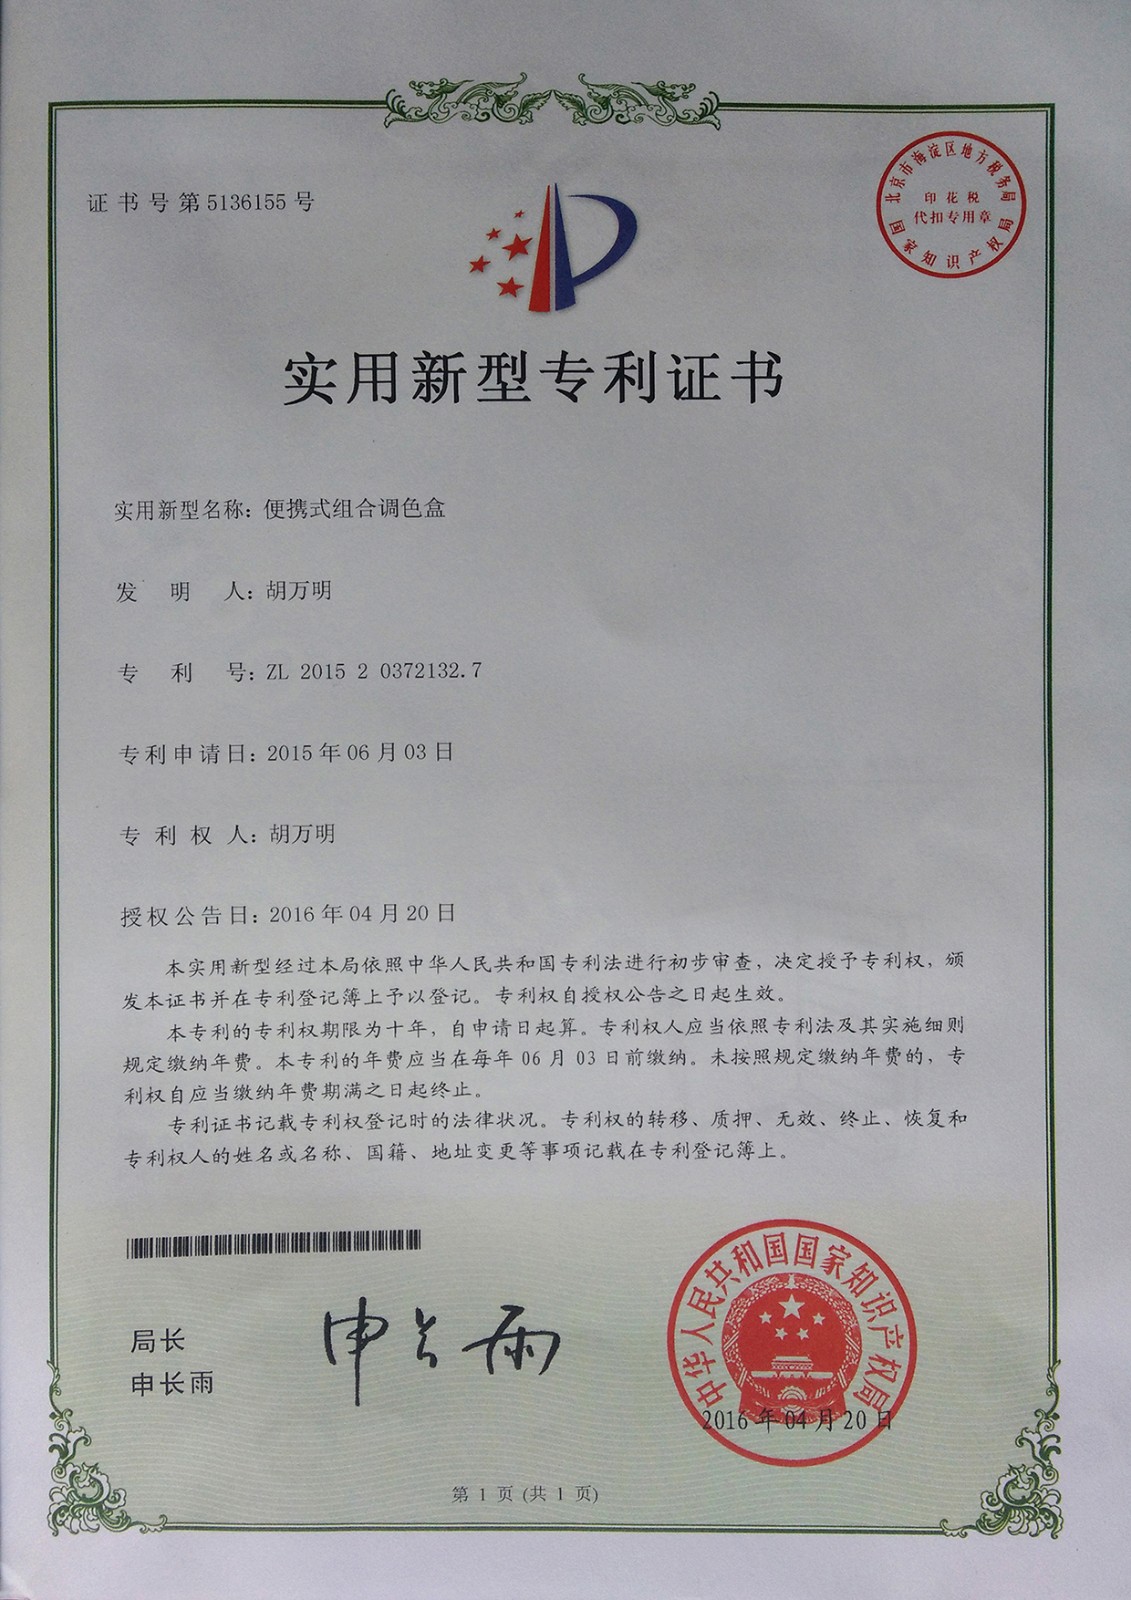 证书号第5136155号
北京市海淀区地方税务局
印花税
代扣专用章
国家知识产权局
实用新型专利证书
实用新型名称：便携式组合调色盒
发明人：胡万明
专利号：ZL 2015 2 0372132.7
专利申请日：2015年06月03日
专利权人：胡万明
授权公告日：2016年04月20日
本实用新型经过本局依照中华人民共和国专利法进行初步审查，决定授予专利权，颁
发本证书并在专利登记簿上予以登记。专利权自授权公告之日起生效。
本专利的专利权期限为十年，自申请日起算。专利权人应当依照专利法及其实施细则
规定缴纳年费。本专利的年费应当在每年06月03日前缴纳。未按照规定缴纳年费的，专
利权自应当缴纳年费期满之日起终止。
专利证书记载专利权登记时的法律状况。专利权的转移、质押、无效、终止、恢复和
专利权人的姓名或名称、国籍、地址变更等事项记载在专利登记簿上。
局长
申长雨
申长雨
中华人民共和国国家知识产权局
2016年04月20日
第1页(共1页)